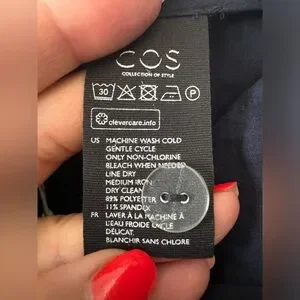 COS
COLLECTION OF STYLE
30 P
clevercare.info
US MACHINE WASH COLD
GENTLE CYCLE
ONLY NON-CHLORINE
BLEACH WHEN NEEDED
LINE DRY
MEDIUM IRON
DRY CLEAN
89% POLYESTER
11% SPANDEX
FR LAVER À LA MACHINE À
L'EAU FROIDE CYCLE
DÉLICAT.
BLANCHIR SANS CHLORE